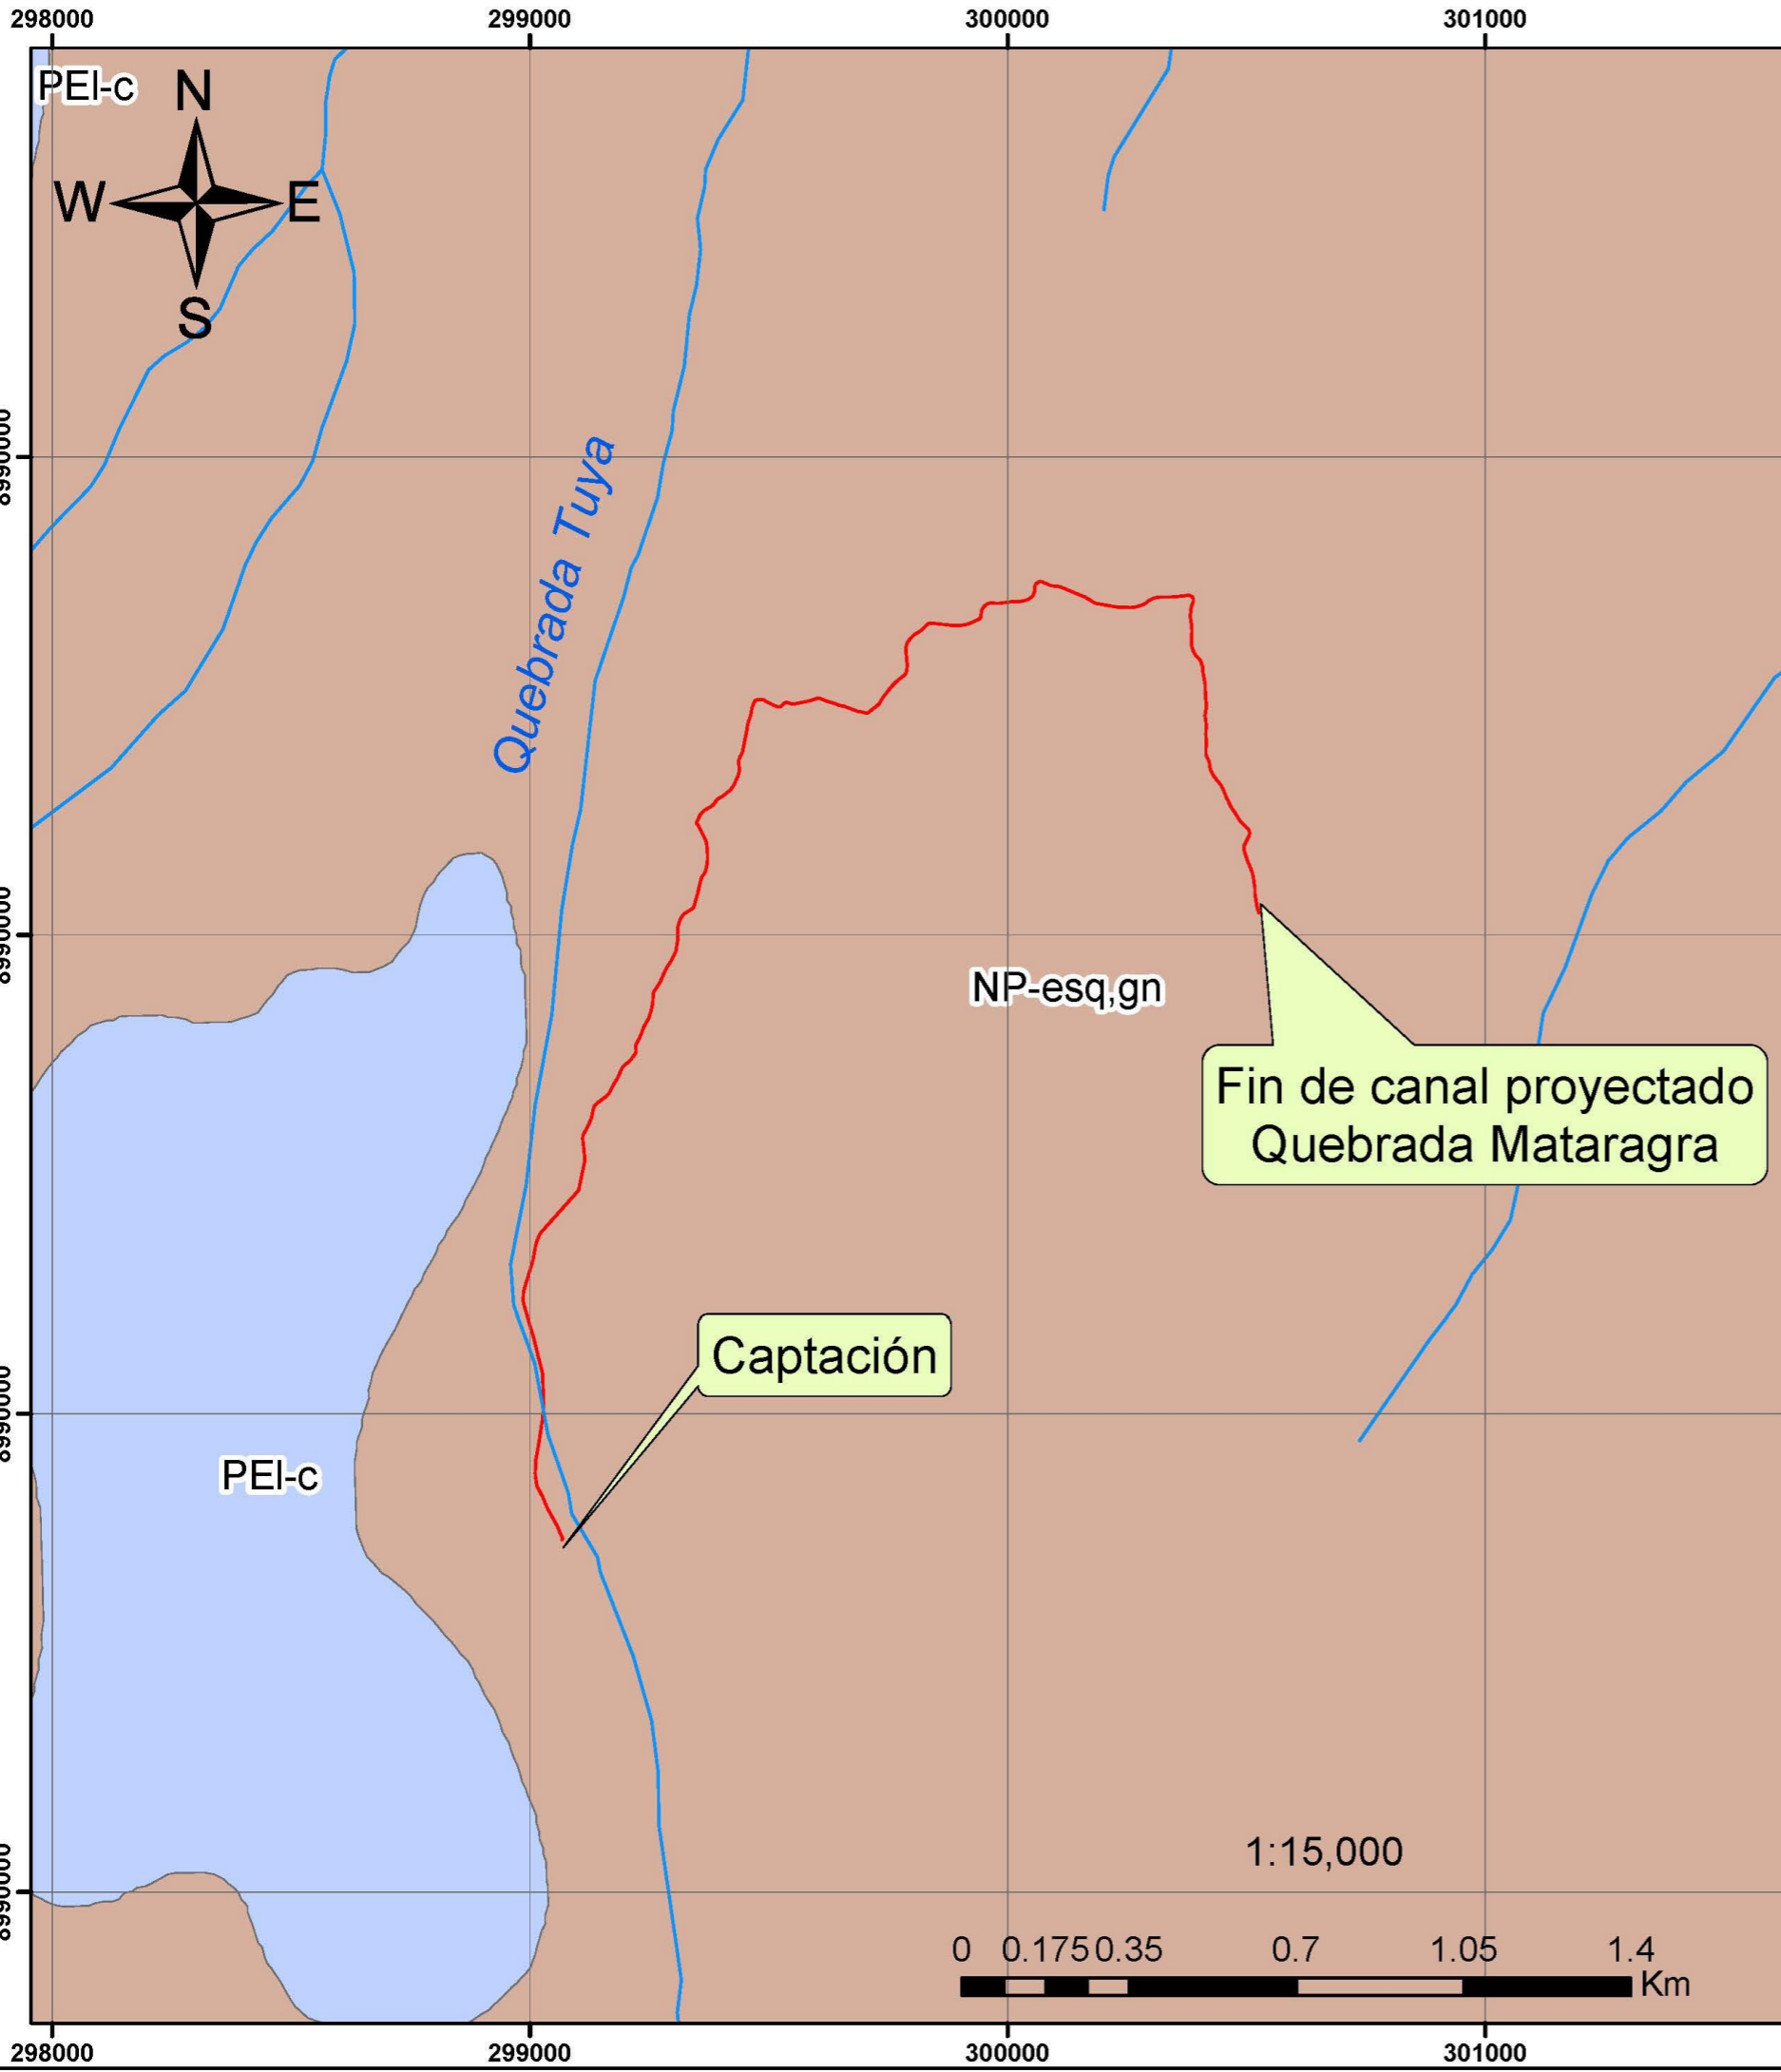 298000
299000
300000
301000
PEI-c
N
W
E
S
Quebrada Tuya
NP-esq,gn
Fin de canal proyectado
Quebrada Mataragra
Captación
PEI-c
1:15,000
0 0.175 0.35 0.7 1.05 1.4
Km
298000
299000
300000
301000